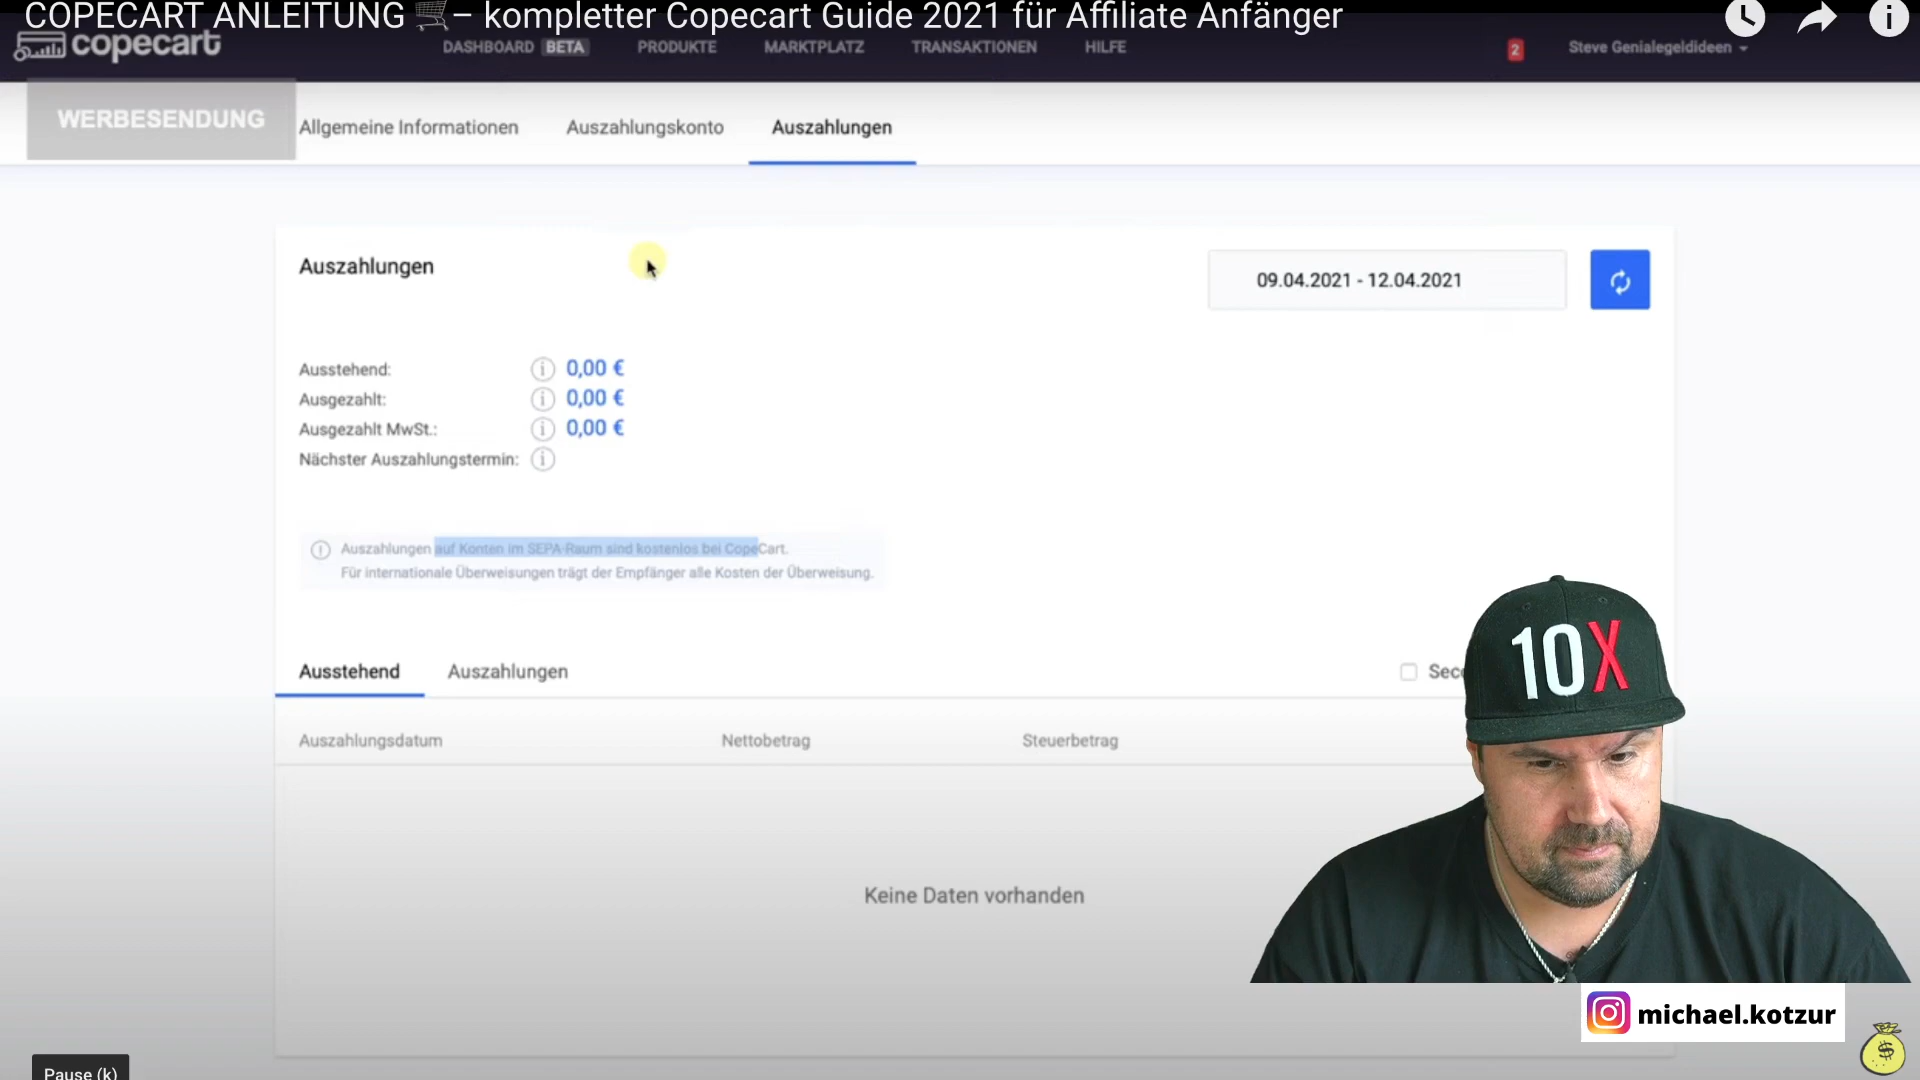 COPECART ANLEITUNG 🛒– kompletter Copecart Guide 2021 für Affiliate Anfänger
copecart
DASHBOARD BETA PRODUKTE MARKTPLATZ TRANSAKTIONEN HILFE 2 Steve Genialegeldideen
WERBESENDUNG Allgemeine Informationen Auszahlungskonto Auszahlungen
Auszahlungen 09.04.2021 - 12.04.2021
Ausstehend: 0,00 €
Ausgezahlt: 0,00 €
Ausgezahlt MwSt.: 0,00 €
Nächster Auszahlungstermin:
Auszahlungen auf Konten im SEPA-Raum sind kostenlos bei CopeCart.
Für internationale Überweisungen trägt der Empfänger alle Kosten der Überweisung.
Ausstehend Auszahlungen
10X
Auszahlungsdatum Nettobetrag Steuerbetrag
Keine Daten vorhanden
michael.kotzur
$
Pause (k)